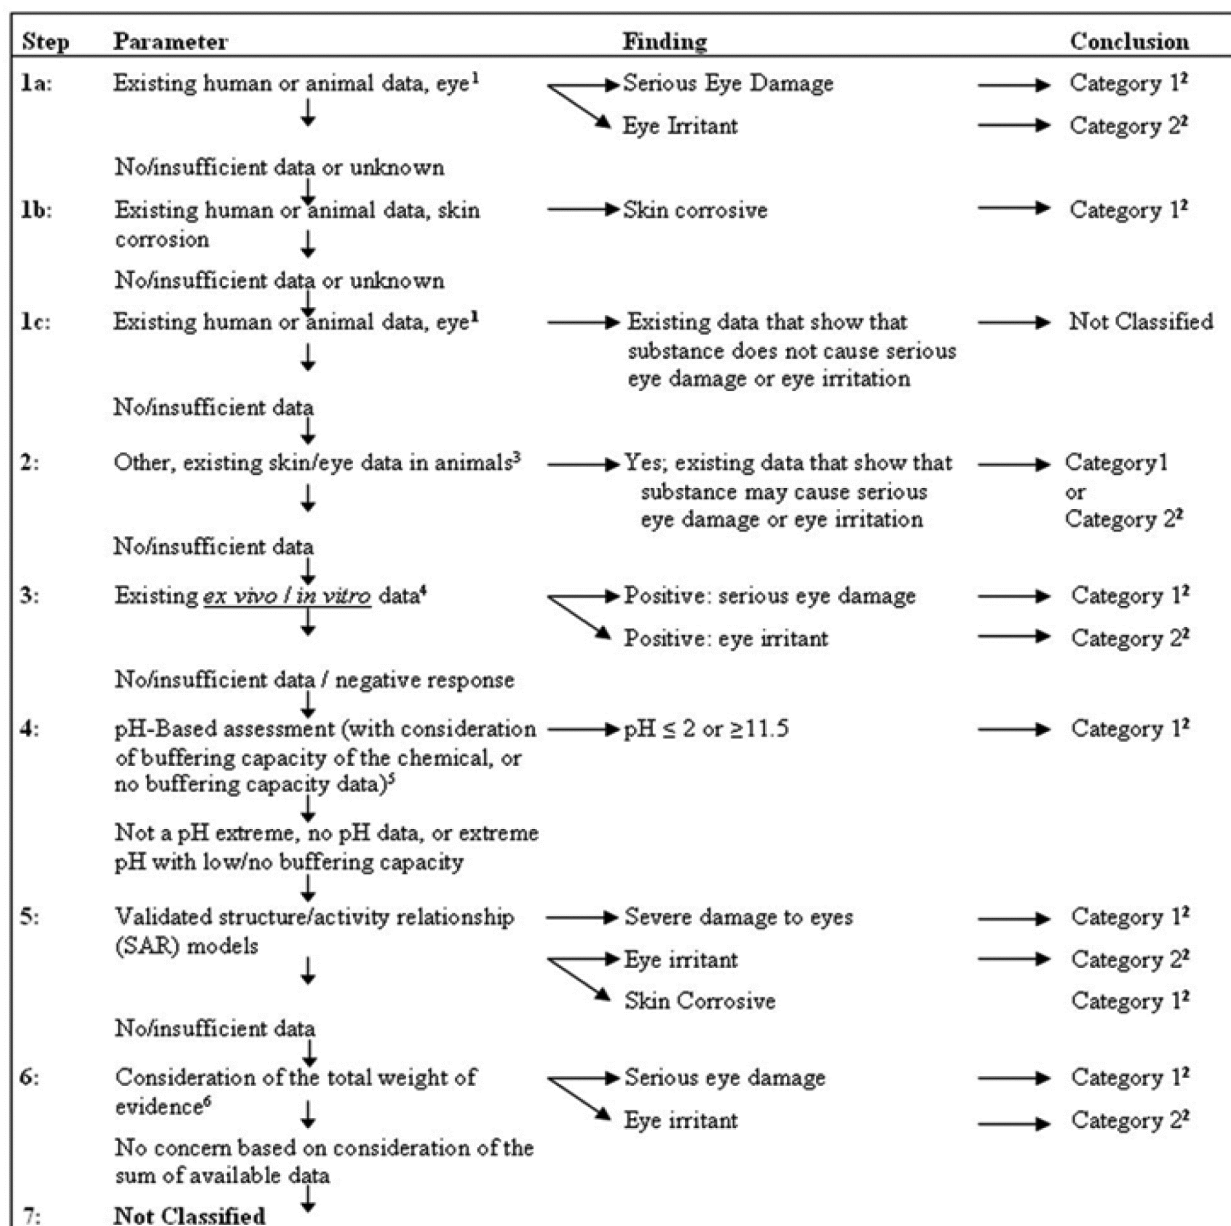 Step Parameter Finding Conclusion
1a: Existing human or animal data, eye¹ Serious Eye Damage Category 1²
Eye Irritant Category 2²
No/insufficient data or unknown
1b: Existing human or animal data, skin Skin corrosive Category 1²
corrosion
No/insufficient data or unknown
1c: Existing human or animal data, eye¹ Existing data that show that Not Classified
substance does not cause serious
eye damage or eye irritation
No/insufficient data
2: Other, existing skin/eye data in animals³ Yes; existing data that show that Category1
substance may cause serious or
eye damage or eye irritation Category 2²
No/insufficient data
3: Existing ex vivo / in vitro data⁴ Positive: serious eye damage Category 1²
Positive: eye irritant Category 2²
No/insufficient data / negative response
4: pH-Based assessment (with consideration pH ≤ 2 or ≥11.5 Category 1²
of buffering capacity of the chemical, or
no buffering capacity data)⁵
Not a pH extreme, no pH data, or extreme
pH with low/no buffering capacity
5: Validated structure/activity relationship Severe damage to eyes Category 1²
(SAR) models Eye irritant Category 2²
Skin Corrosive Category 1²
No/insufficient data
6: Consideration of the total weight of Serious eye damage Category 1²
evidence⁶ Eye irritant Category 2²
No concern based on consideration of the
sum of available data
7: Not Classified